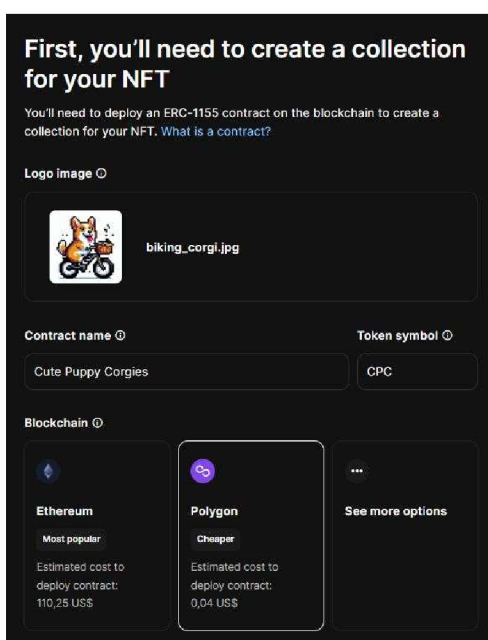 First, you'll need to create a collection
for your NFT
You'll need to deploy an ERC-1155 contract on the blockchain to create a
collection for your NFT. What is a contract?
Logo image
biking_corgi.jpg
Contract name
Token symbol
Cute Puppy Corgies
CPC
Blockchain
Ethereum
Most popular
Estimated cost to
deploy contract:
110,25 US$
Polygon
Cheaper
Estimated cost to
deploy contract:
0,04 US$
See more options